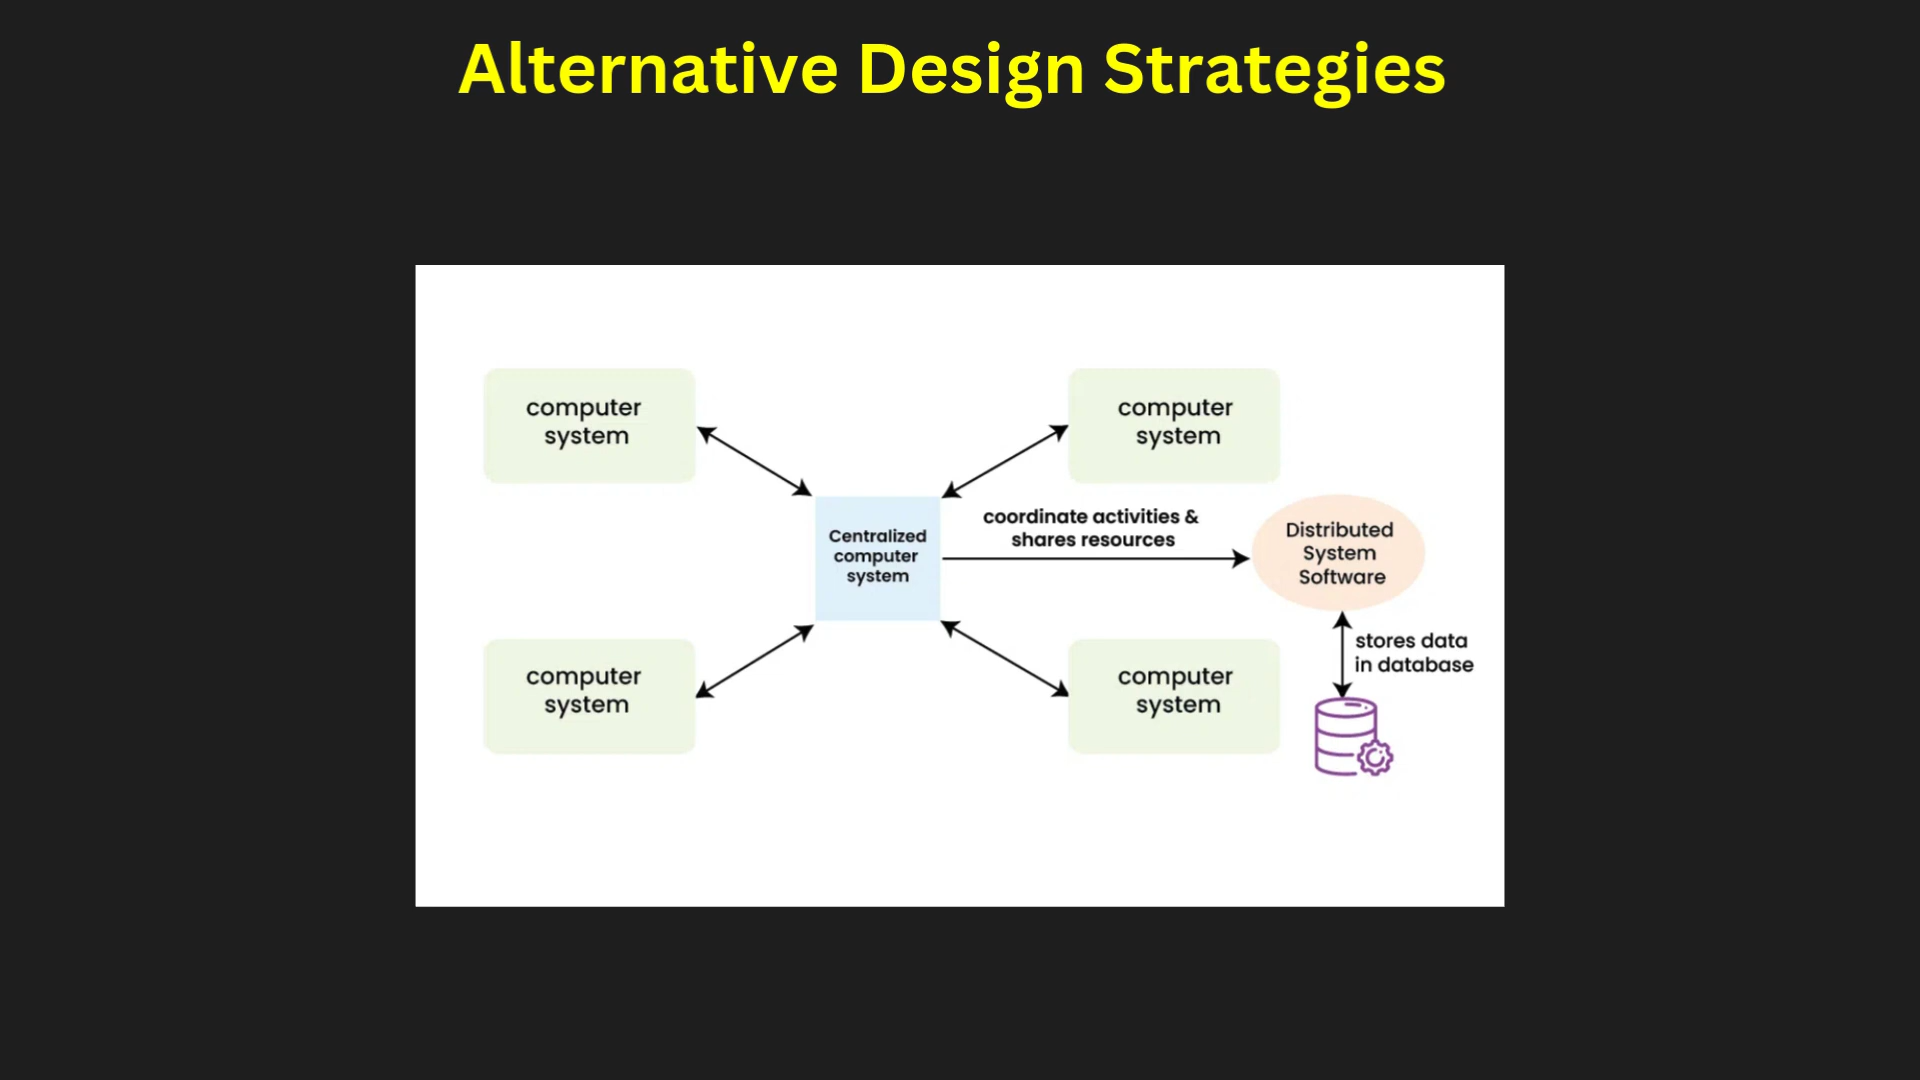 Alternative Design Strategies
computer
system
computer
system
Centralized
computer
system
coordinate activities &
shares resources
Distributed
System
Software
stores data
in database
computer
system
computer
system